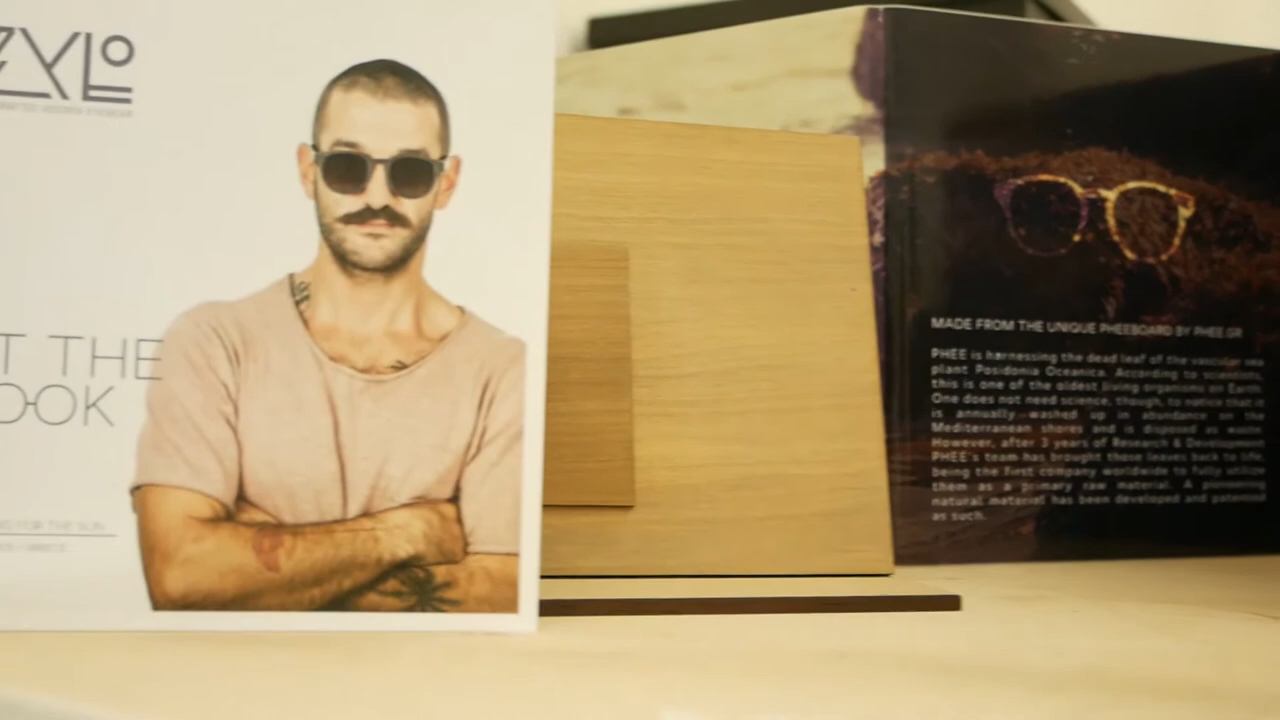 ZYLO
T THE
OOK
G FOR THE SUN
MADE FROM THE UNIQUE PHEEBOARD BY PHEE.GR
PHEE is harnessing the dead leaf of the vascular sea
plant Posidonia Oceanica. According to
this is one of the oldest living organisms on Earth.
One does not need science, though, to notice that it
is annually washed up in abundance on the
Mediterranean shores and is disposed as waste.
However, after 3 years of Research & Development
PHEE's team has brought those leaves back to life,
being the first company worldwide to fully utilize
them as a primary raw material. A pioneering
natural material has been developed and patented
as such.